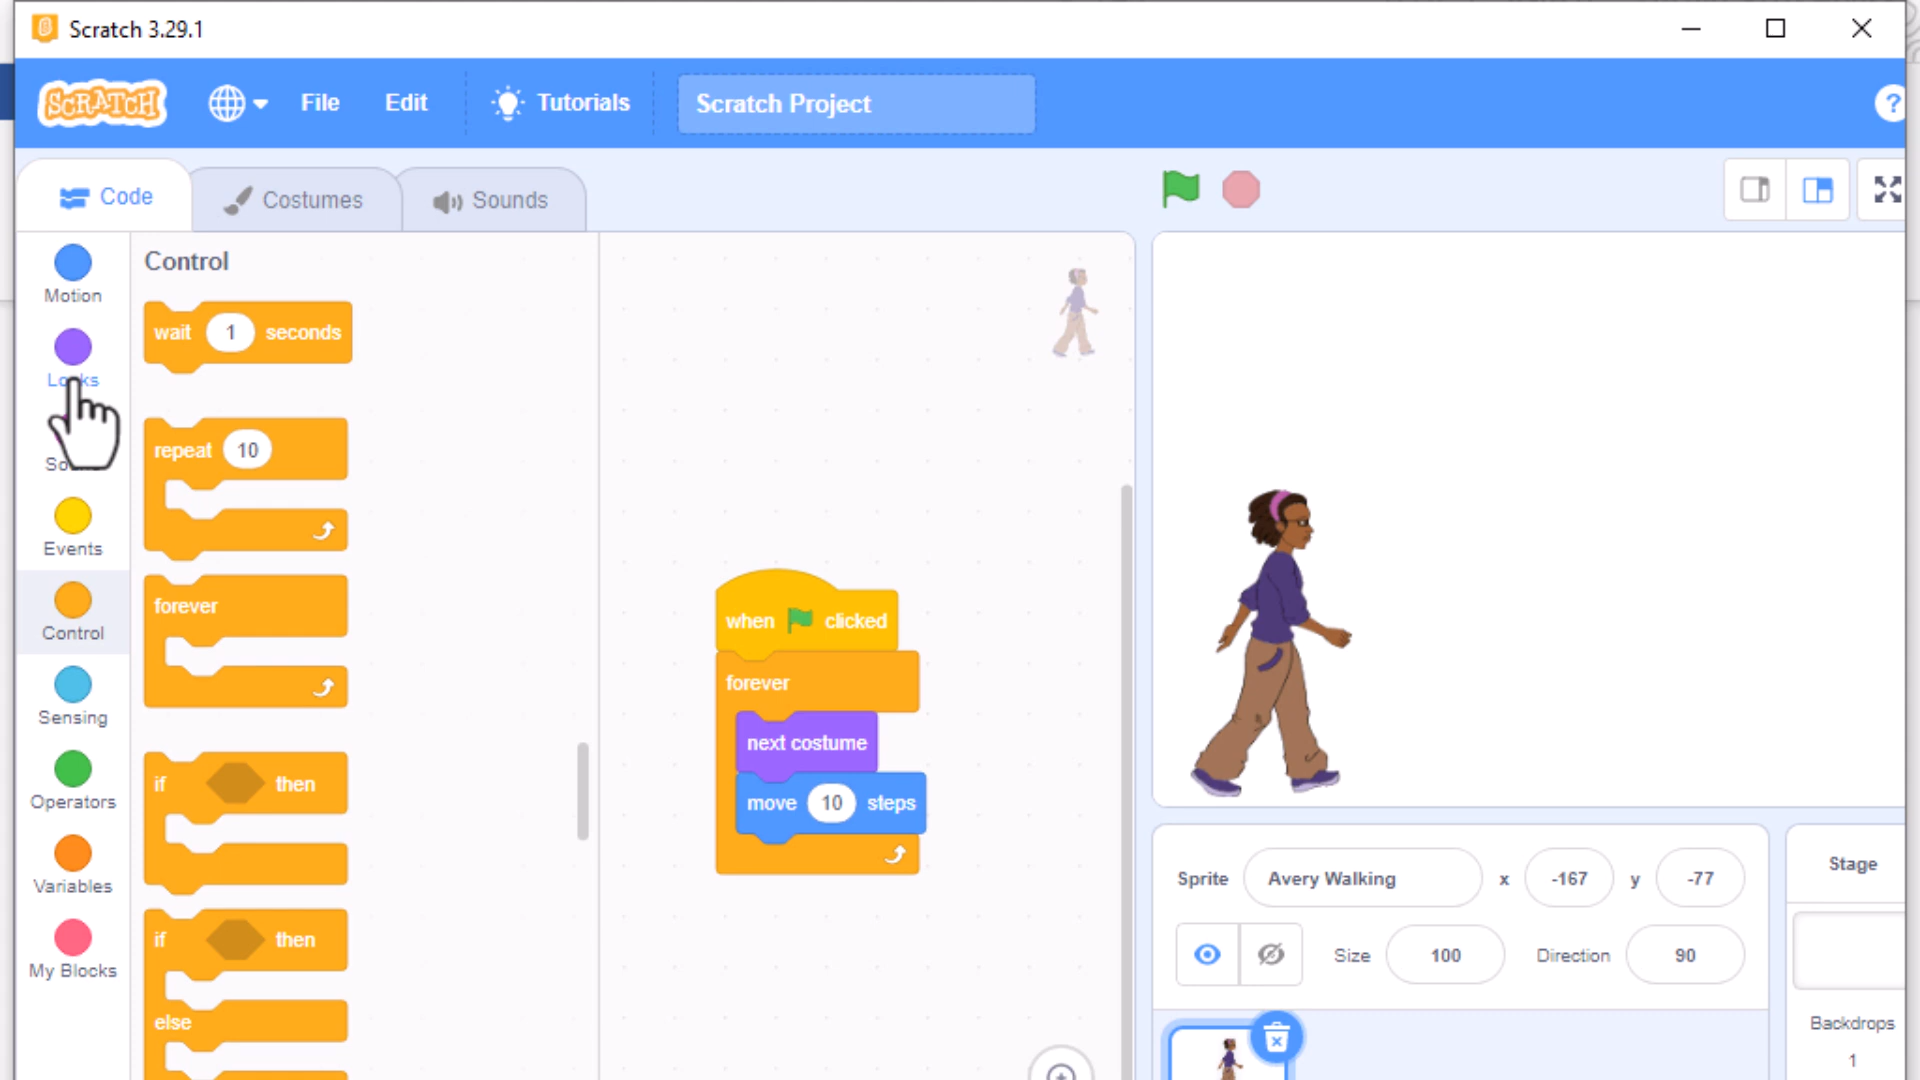 Scratch 3.29.1
SCRATCH
File
Edit
Tutorials
Scratch Project
?
Code
Costumes
Sounds
Motion
Looks
Events
Control
Sensing
Operators
Variables
My Blocks
Control
wait 1 seconds
repeat 10
forever
if then
if then
else
when clicked
forever
next costume
move 10 steps
Sprite Avery Walking x -167 y -77
Size 100 Direction 90
Stage
Backdrops
1